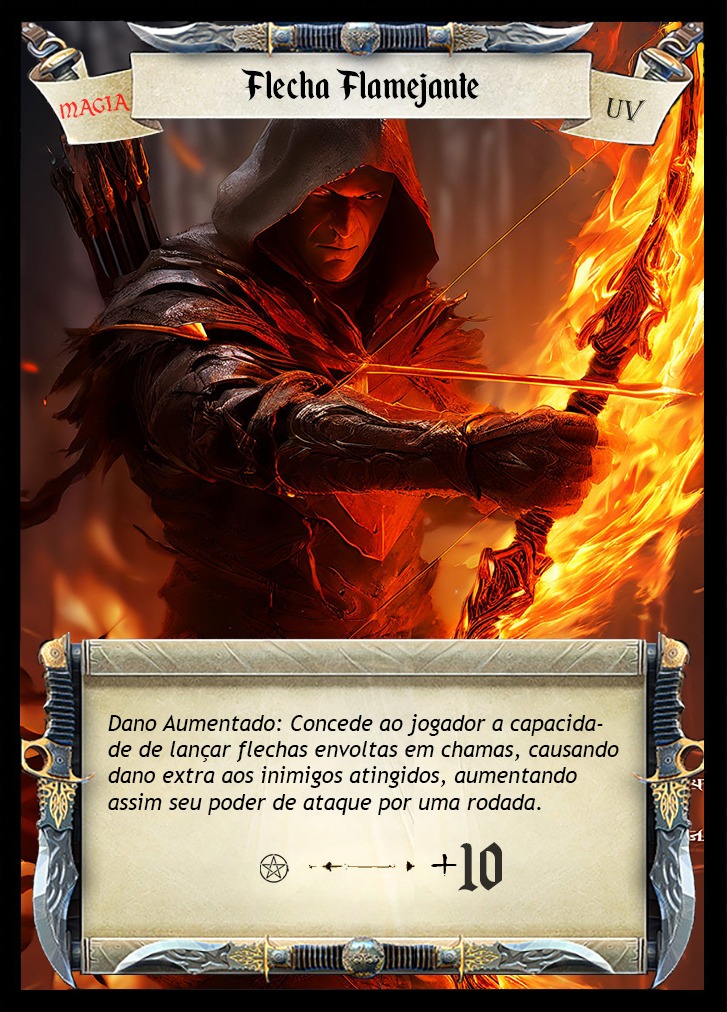 Flecha Flamejante
MAGIA
UV
Dano Aumentado: Concede ao jogador a capacida-
de de lançar flechas envoltas em chamas, causando
dano extra aos inimigos atingidos, aumentando
assim seu poder de ataque por uma rodada.
+10